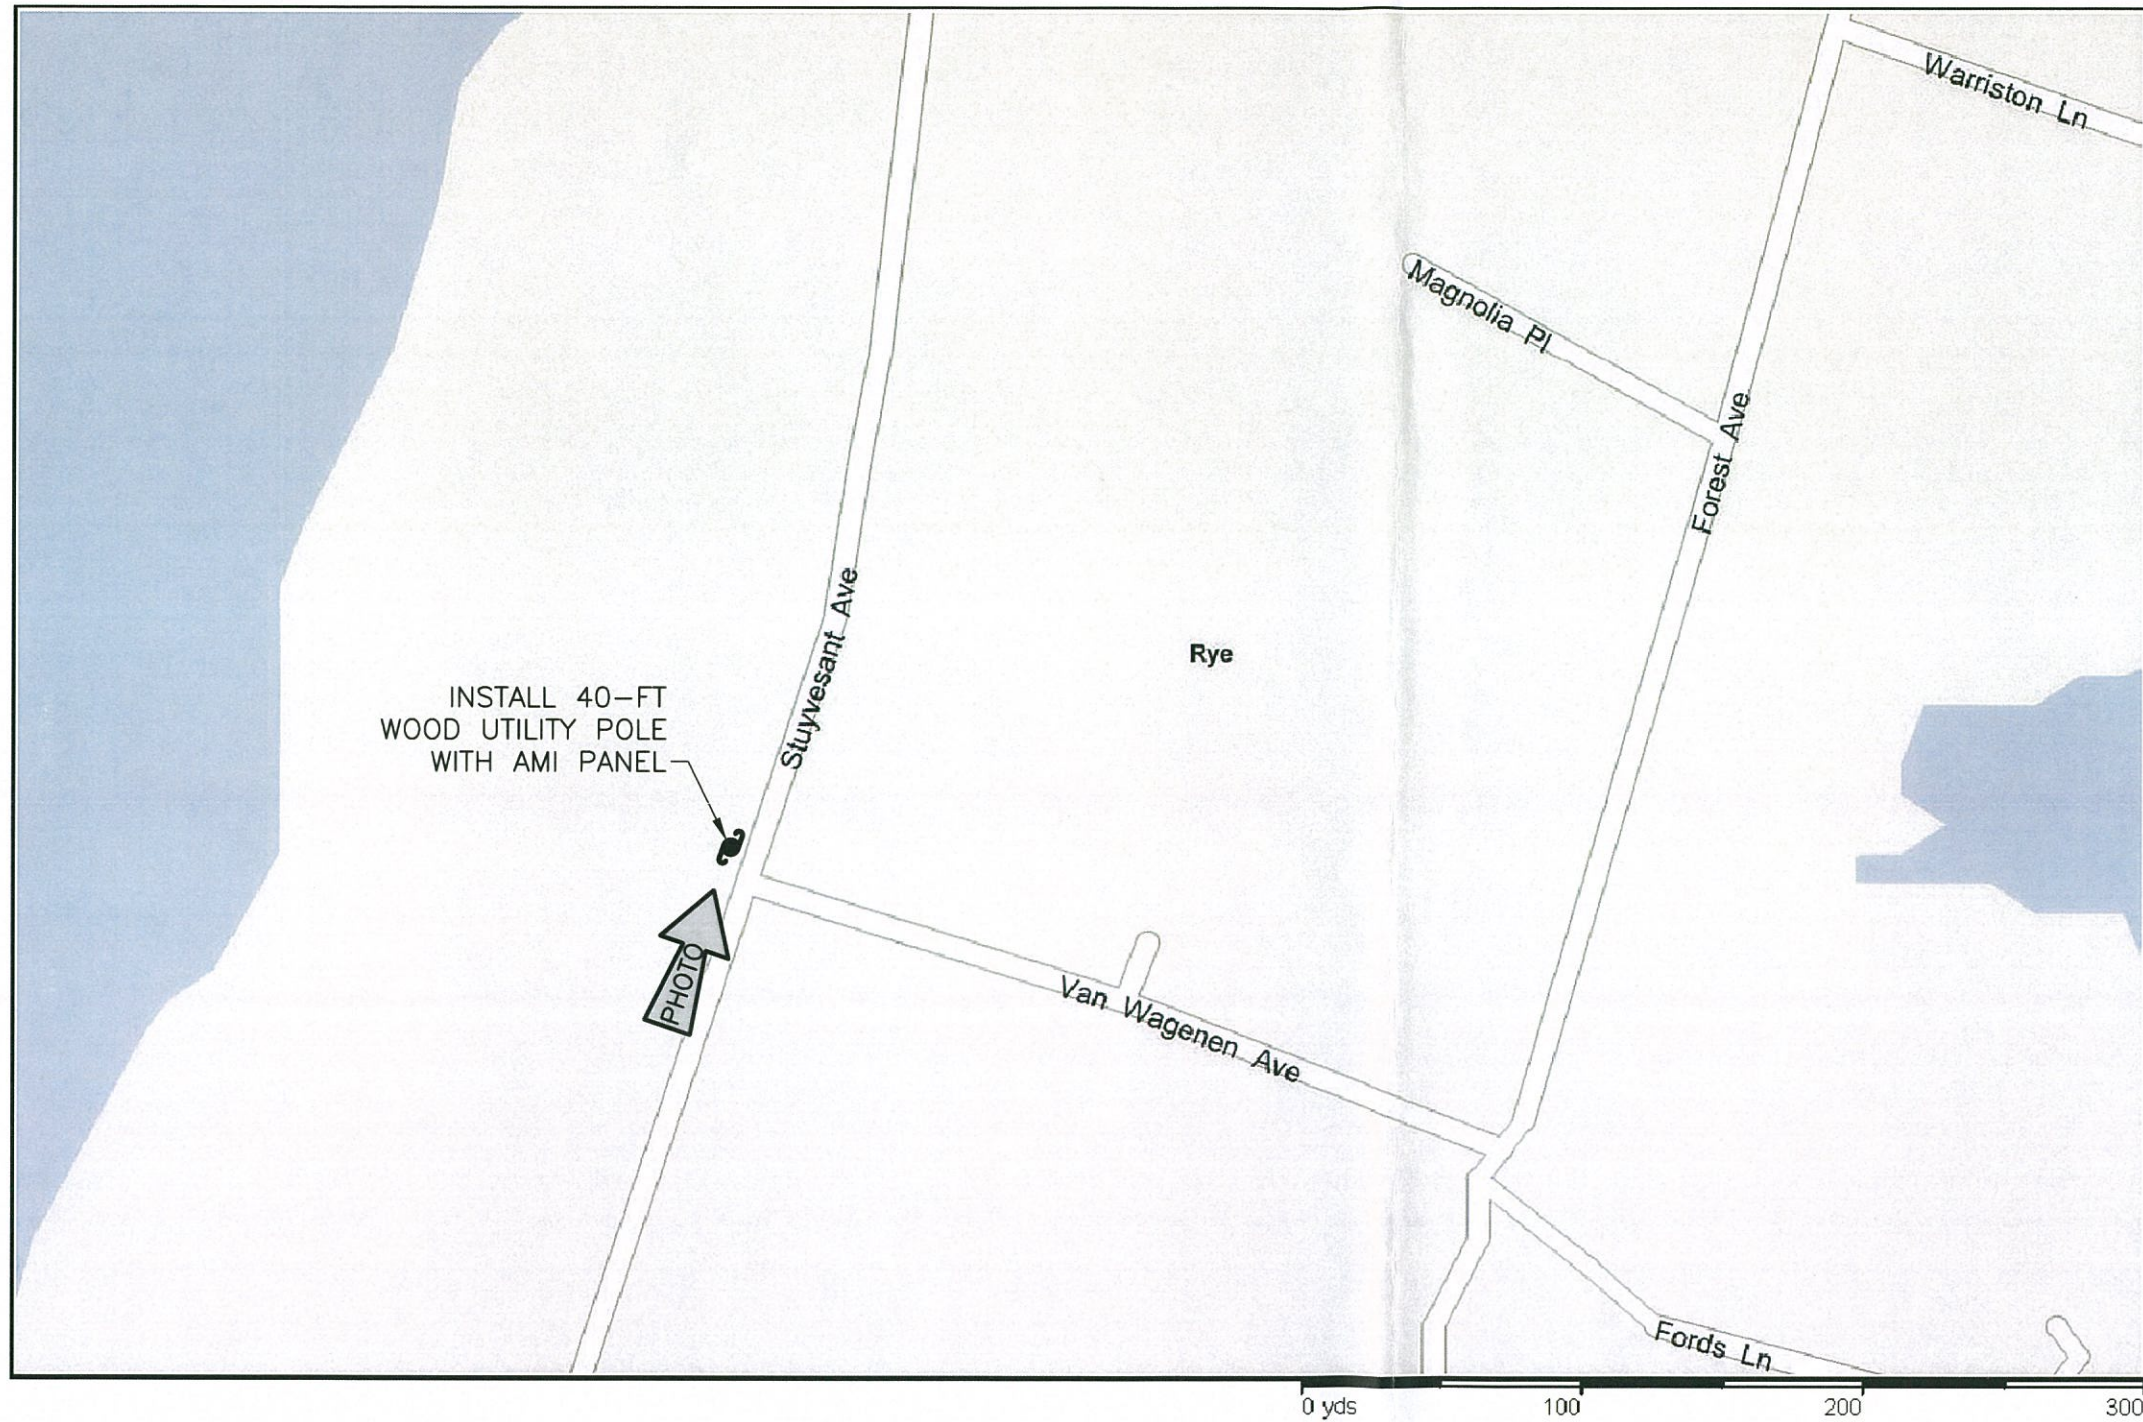 Warriston Ln
Magnolia Pl
Forest Ave
Stuyvesant Ave
Rye
INSTALL 40-FT
WOOD UTILITY POLE
WITH AMI PANEL
PHOTO
Van Wagenen Ave
Fords Ln
0 yds 100 200 300